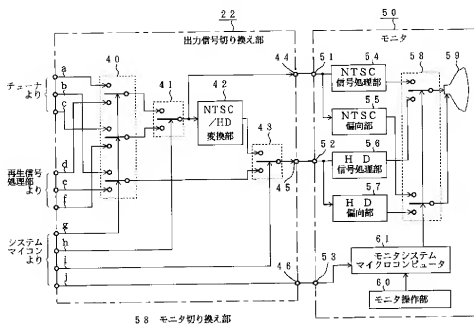 22
出力信号切り換え部
50
モニタ
チューナ
より
a
b
c
40
41
42
NTSC
/HD
変換部
43
44
45
46
再生信号
処理部
より
d
e
f
システム
マイコン
より
g
h
i
j
51
52
53
54
NTSC
信号処理部
55
NTSC
偏向部
56
HD
信号処理部
57
HD
偏向部
58
59
61
モニタシステム
マイクロコンピュータ
60
モニタ操作部
58 モニタ切り換え部